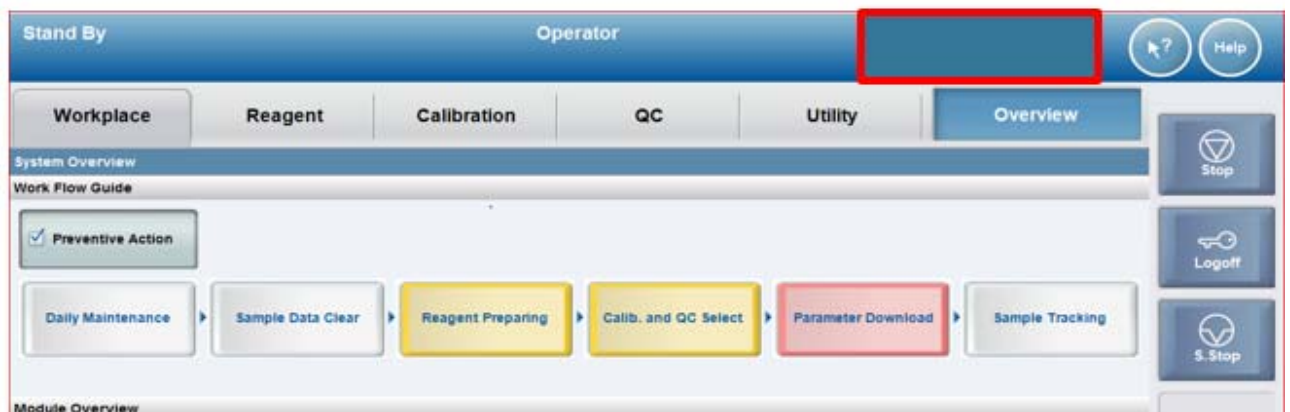 Stand By
Operator
?
Help
Workplace
Reagent
Calibration
QC
Utility
Overview
System Overview
Work Flow Guide
Preventive Action
Daily Maintenance
Sample Data Clear
Reagent Preparing
Calib. and QC Select
Parameter Download
Sample Tracking
Stop
Logoff
S.Stop
Module Overview